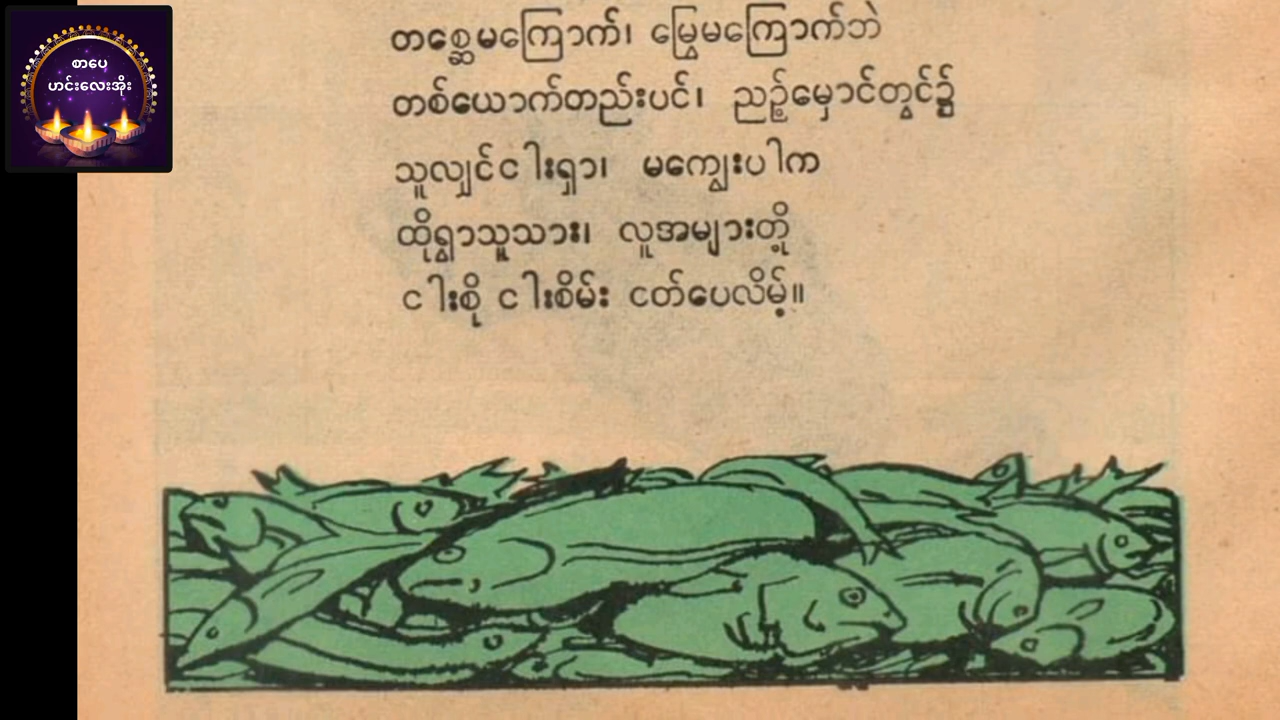 စာပေ
ဟင်းလေးအိုး
တစ္ဆေမကြောက်၊ မြွေမကြောက်ဘဲ
တစ်ယောက်တည်းပင်၊ ညဉ့်မှောင်တွင်၌
သူလျှင်ငါးရှာ၊ မကျွေးပါက
ထိုရွာသူသား၊ လူအများတို့
ငါးစို ငါးစိမ်း ငတ်ပေလိမ့်။